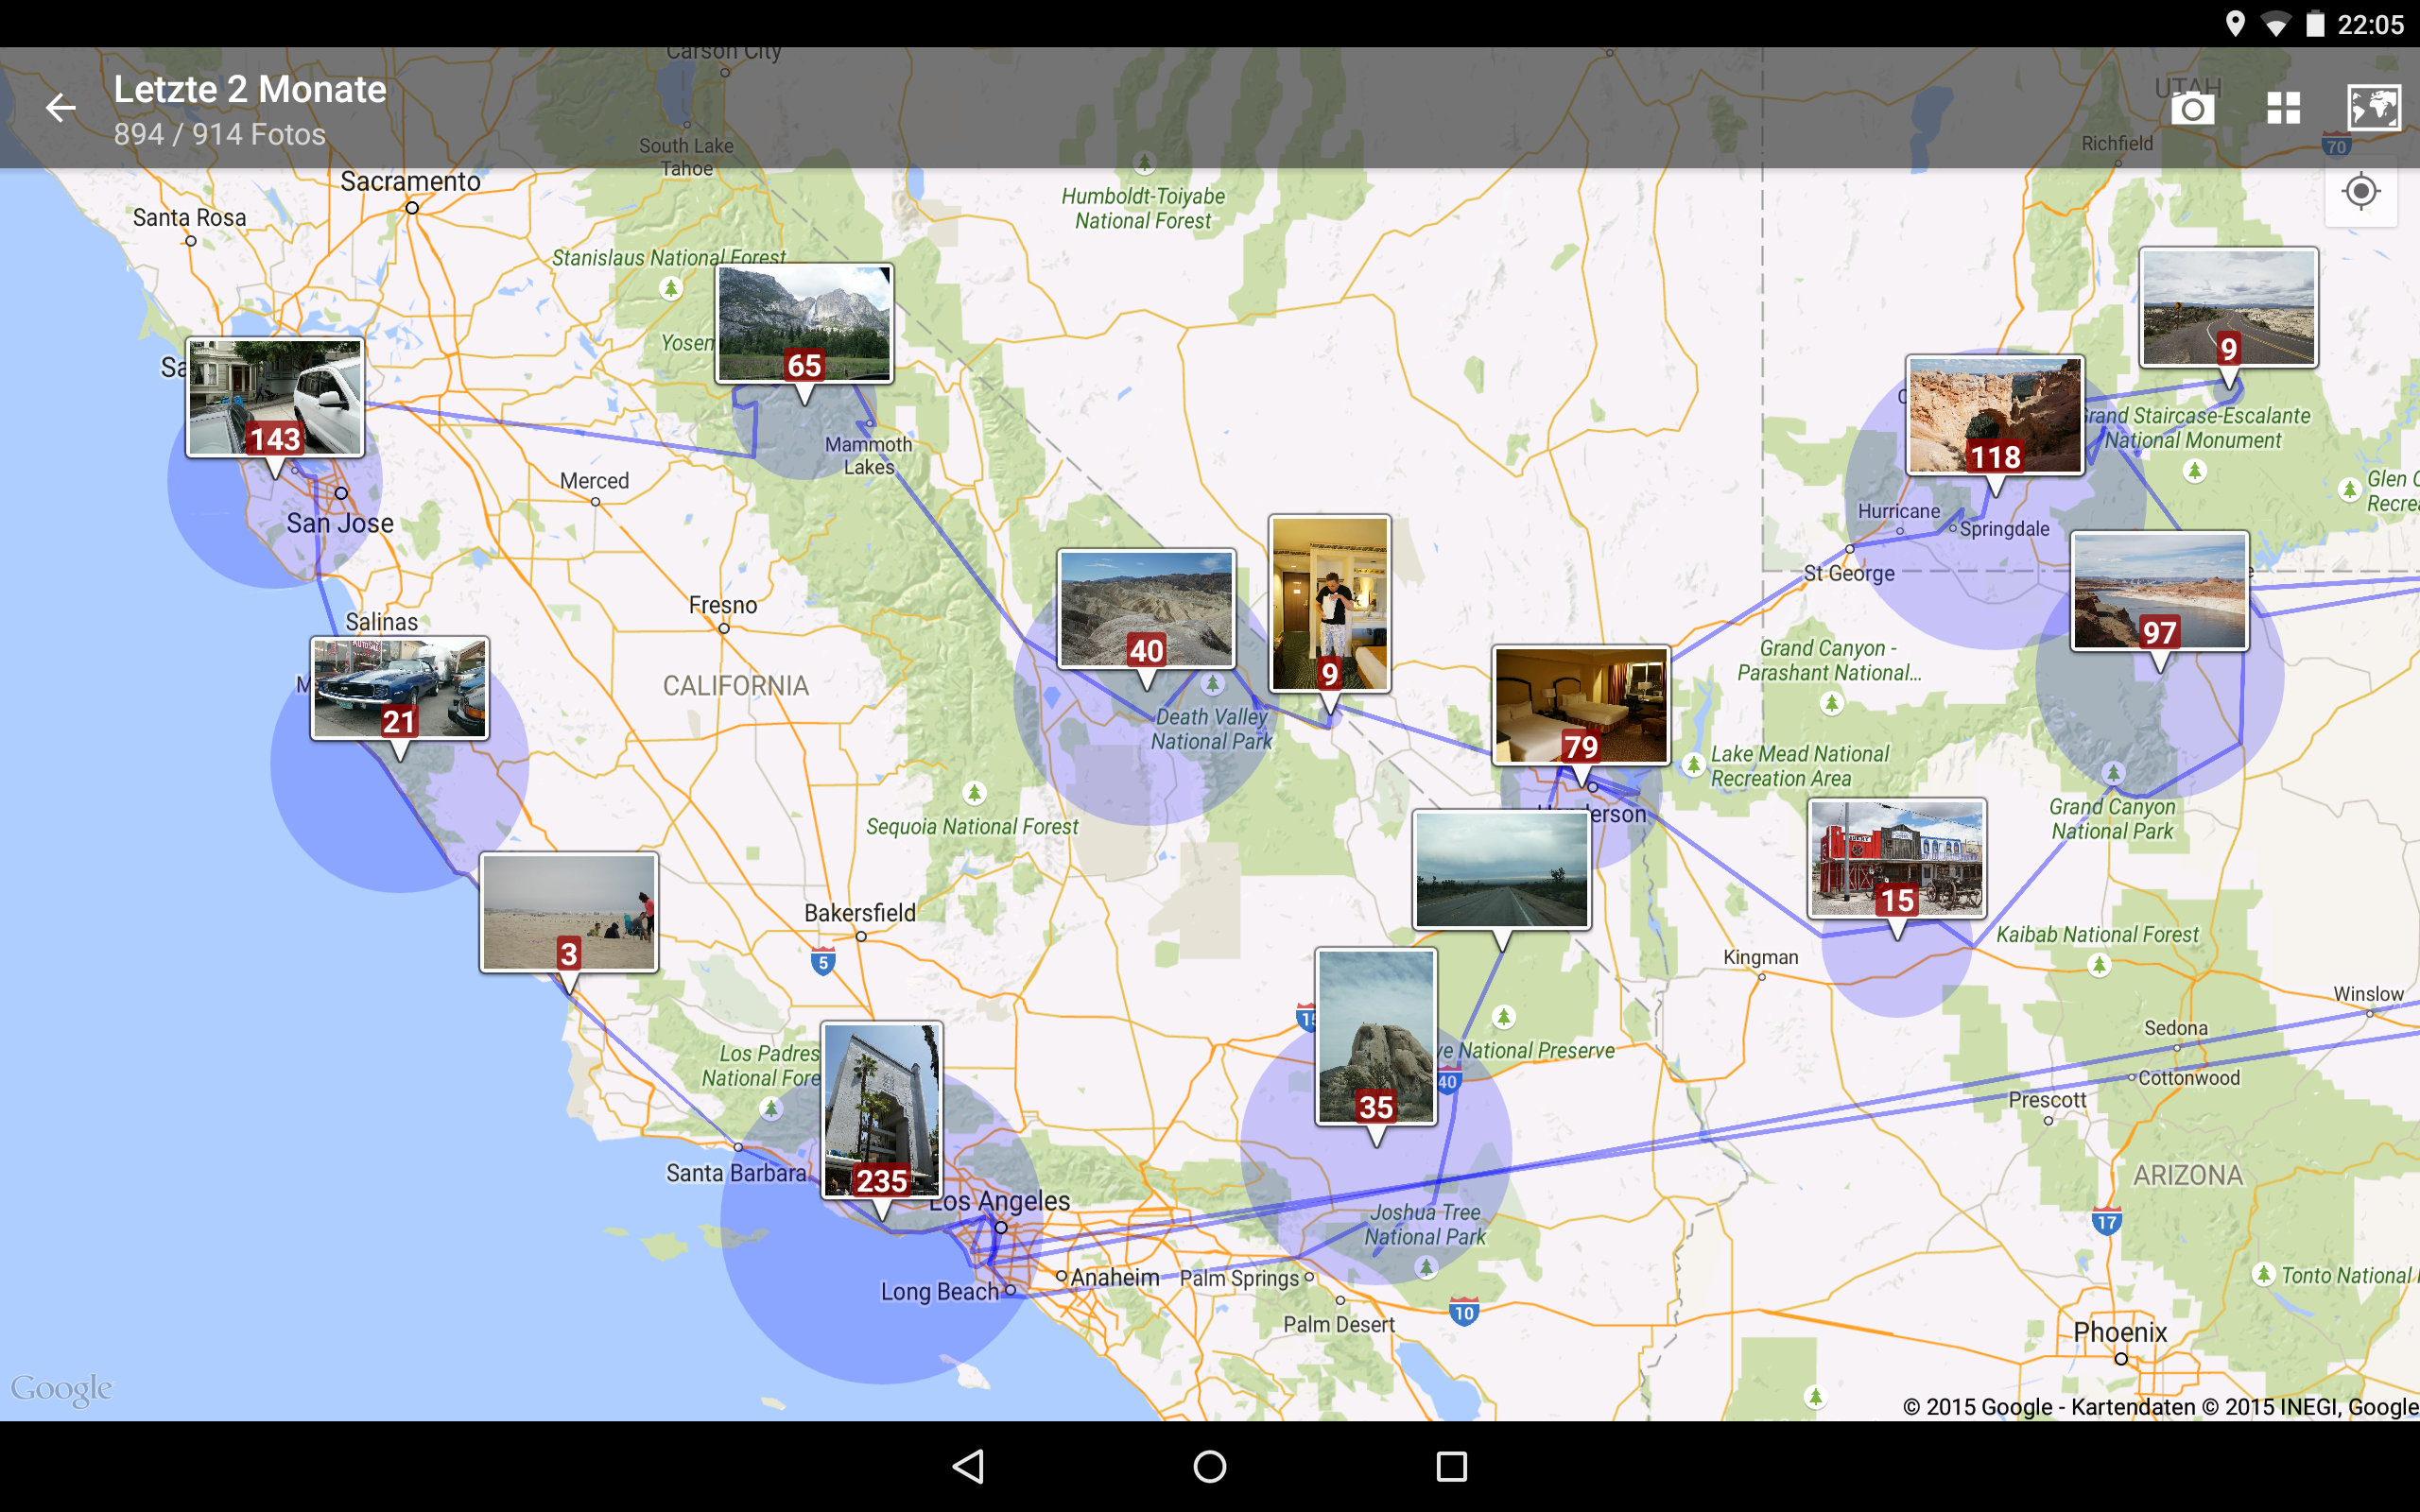 22:05
Letzte 2 Monate
894 / 914 Fotos
Carson City
UTAH
South Lake
Tahoe
Richfield
70
Sacramento
Santa Rosa
Humboldt-Toiyabe
National Forest
Stanislaus National Forest
Yosem
65
9
Sa
143
Mammoth
Lakes
118
Grand Staircase-Escalante
National Monument
Merced
San Jose
Glen C
Recrea
Hurricane
Springdale
St George
Fresno
Salinas
40
9
97
CALIFORNIA
21
Death Valley
National Park
79
Grand Canyon -
Parashant National...
Lake Mead National
Recreation Area
Henderson
Grand Canyon
National Park
Sequoia National Forest
15
3
Bakersfield
5
Kingman
Kaibab National Forest
Winslow
15
Sedona
Los Padres
National Fore
ve National Preserve
40
Cottonwood
35
Prescott
Santa Barbara
235
Los Angeles
ARIZONA
Joshua Tree
National Park
17
Long Beach
Anaheim
Palm Springs
Tonto National
10
Palm Desert
Phoenix
Google
© 2015 Google - Kartendaten © 2015 INEGI, Google